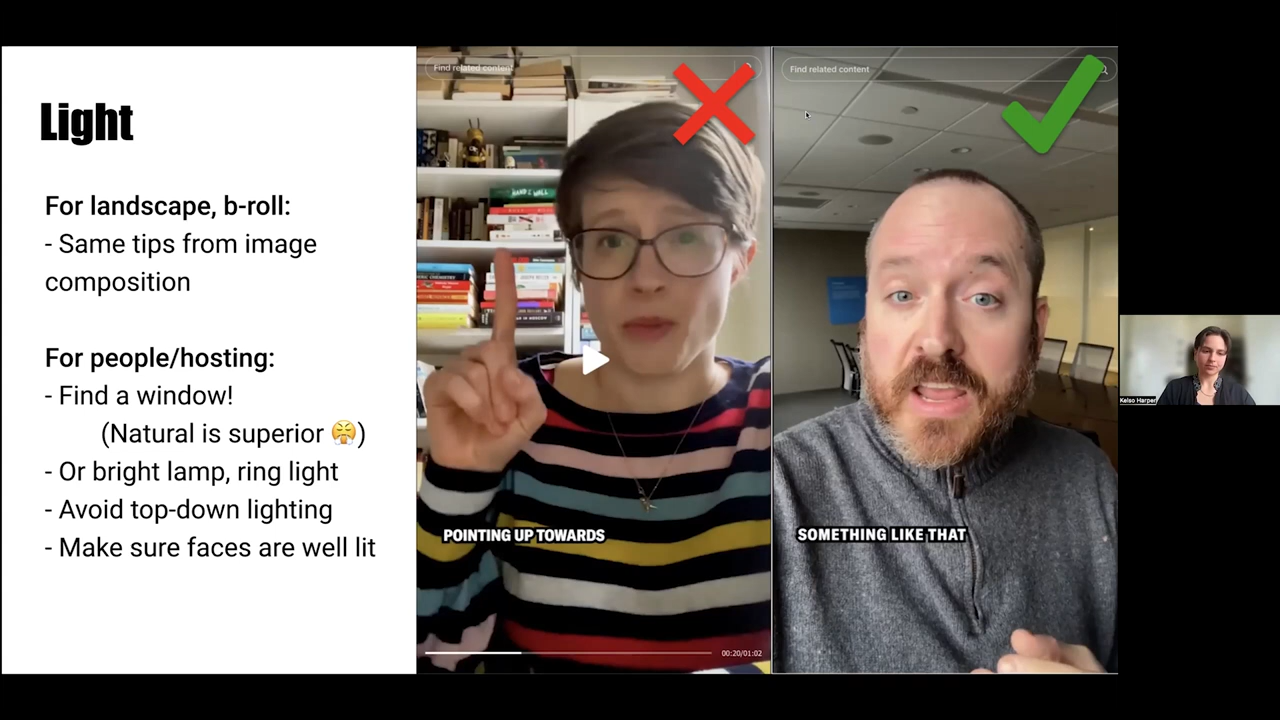 Light
For landscape, b-roll:
- Same tips from image
composition
For people/hosting:
- Find a window!
(Natural is superior 😤)
- Or bright lamp, ring light
- Avoid top-down lighting
- Make sure faces are well lit
Find related content
POINTING UP TOWARDS
00:20/01:02
Find related content
SOMETHING LIKE THAT
Kelso Harper